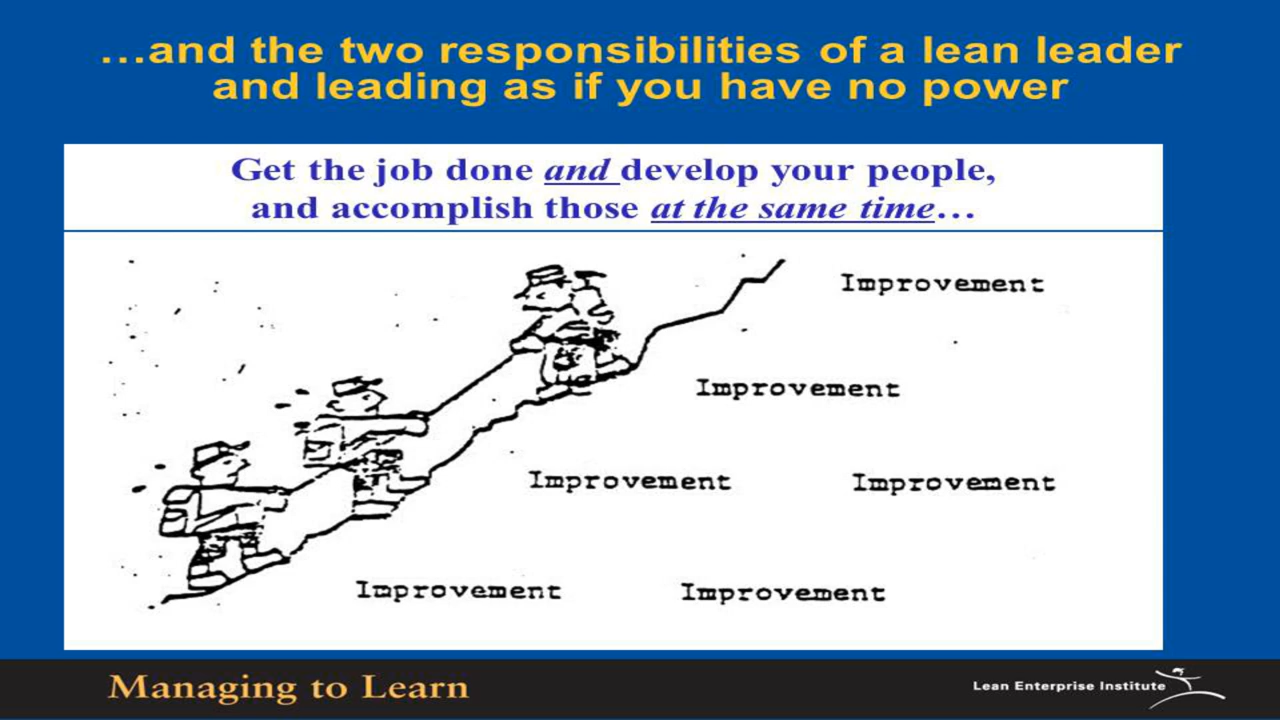 …and the two responsibilities of a lean leader
and leading as if you have no power
Get the job done and develop your people,
and accomplish those at the same time…
Improvement
Improvement
Improvement Improvement
Improvement Improvement
Managing to Learn
Lean Enterprise Institute